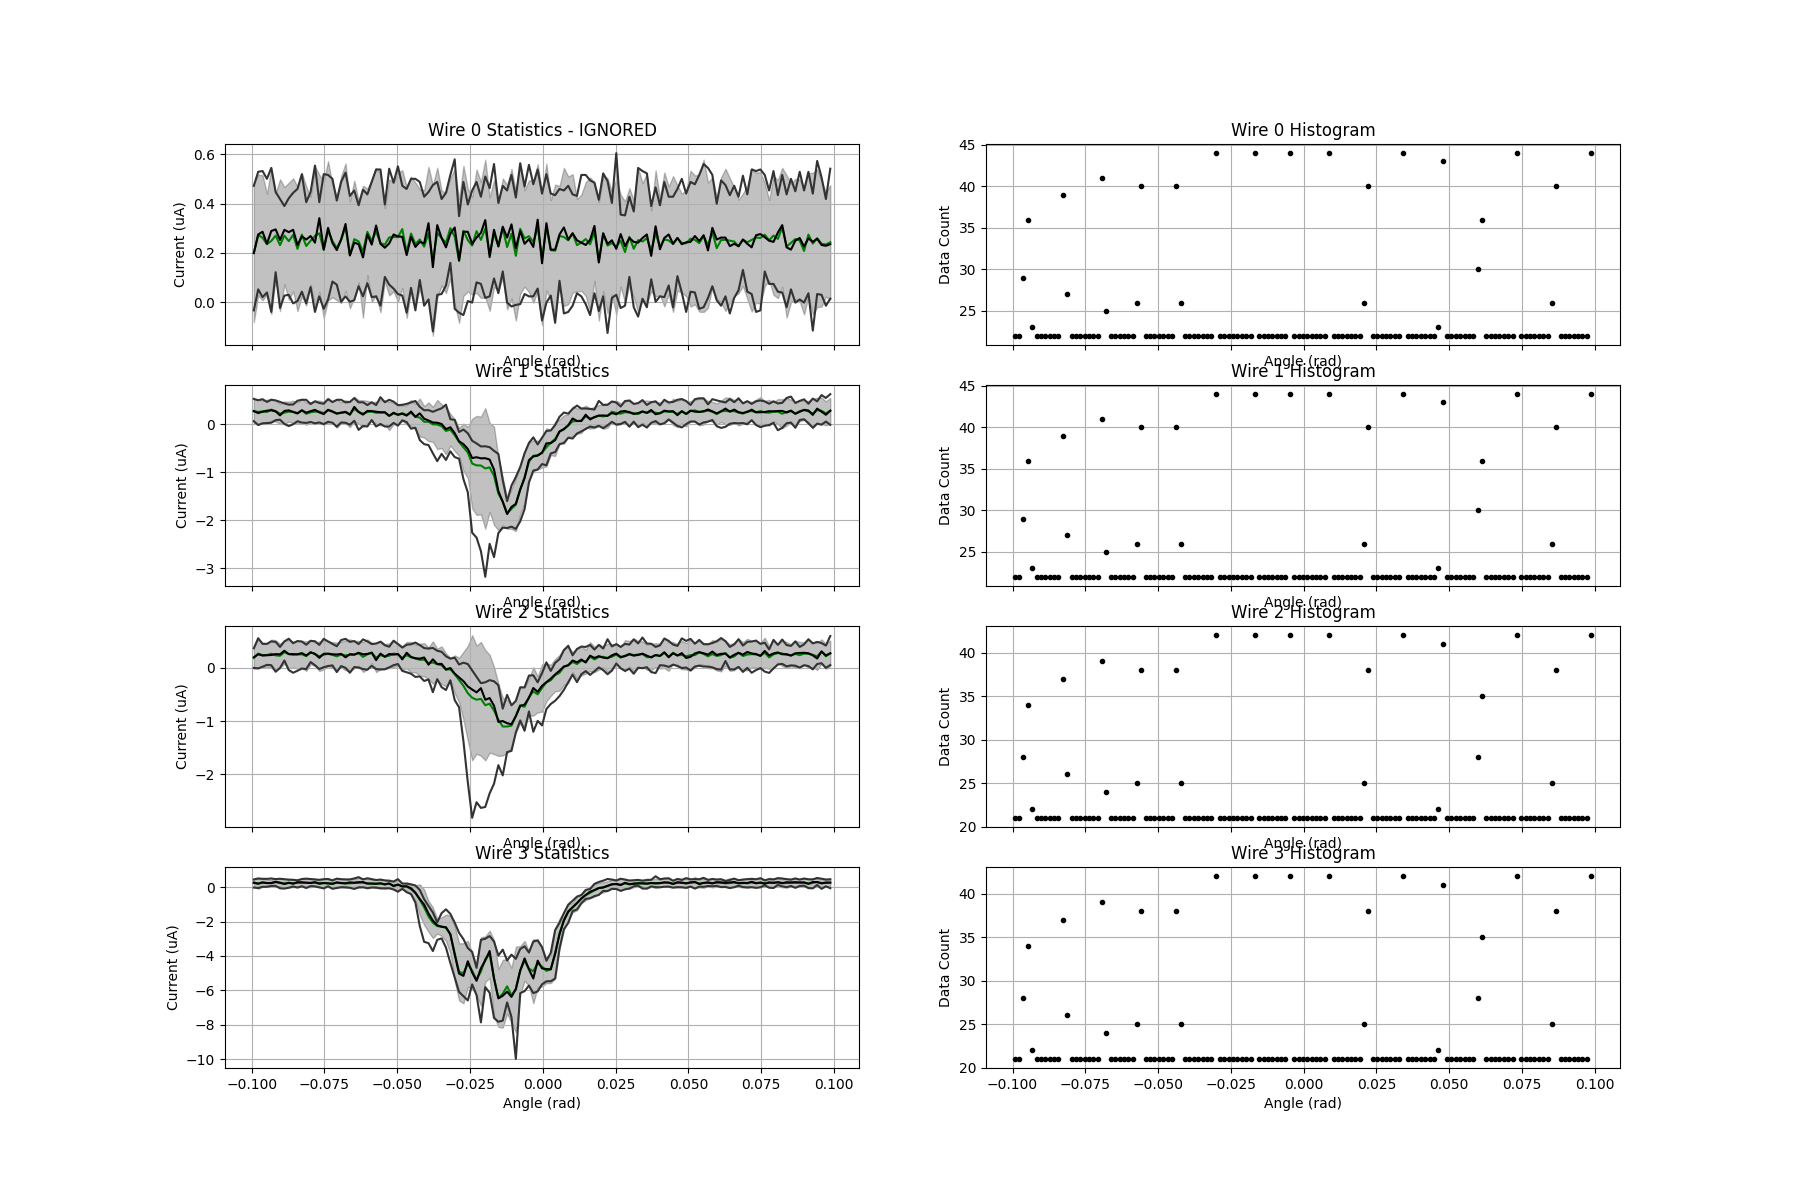 Wire 0 Statistics - IGNORED
0.6
0.4
0.2
0.0
Current (uA)
Angle (rad)
Wire 0 Histogram
45
40
35
30
25
Data Count
Angle (rad)
Wire 1 Statistics
0
−1
−2
−3
Current (uA)
Angle (rad)
Wire 1 Histogram
45
40
35
30
25
Data Count
Angle (rad)
Wire 2 Statistics
0
−1
−2
Current (uA)
Angle (rad)
Wire 2 Histogram
40
35
30
25
20
Data Count
Angle (rad)
Wire 3 Statistics
0
−2
−4
−6
−8
−10
Current (uA)
−0.100 −0.075 −0.050 −0.025 0.000 0.025 0.050 0.075 0.100
Angle (rad)
Wire 3 Histogram
40
35
30
25
20
Data Count
−0.100 −0.075 −0.050 −0.025 0.000 0.025 0.050 0.075 0.100
Angle (rad)